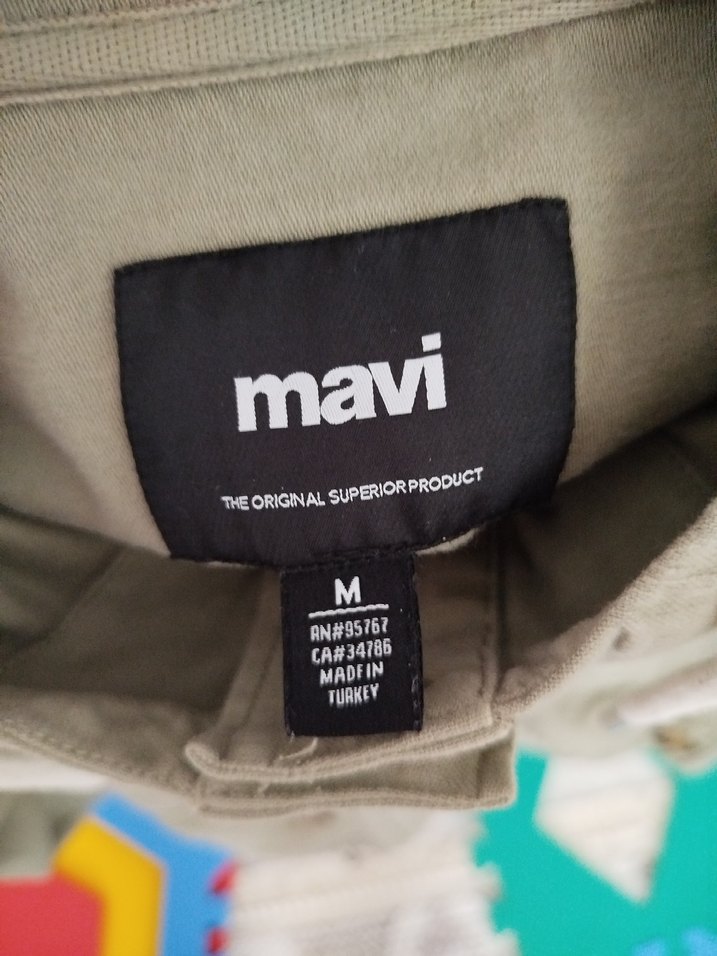 mavi
THE ORIGINAL SUPERIOR PRODUCT
M
RN#95767
CA#34786
MADE IN
TURKEY